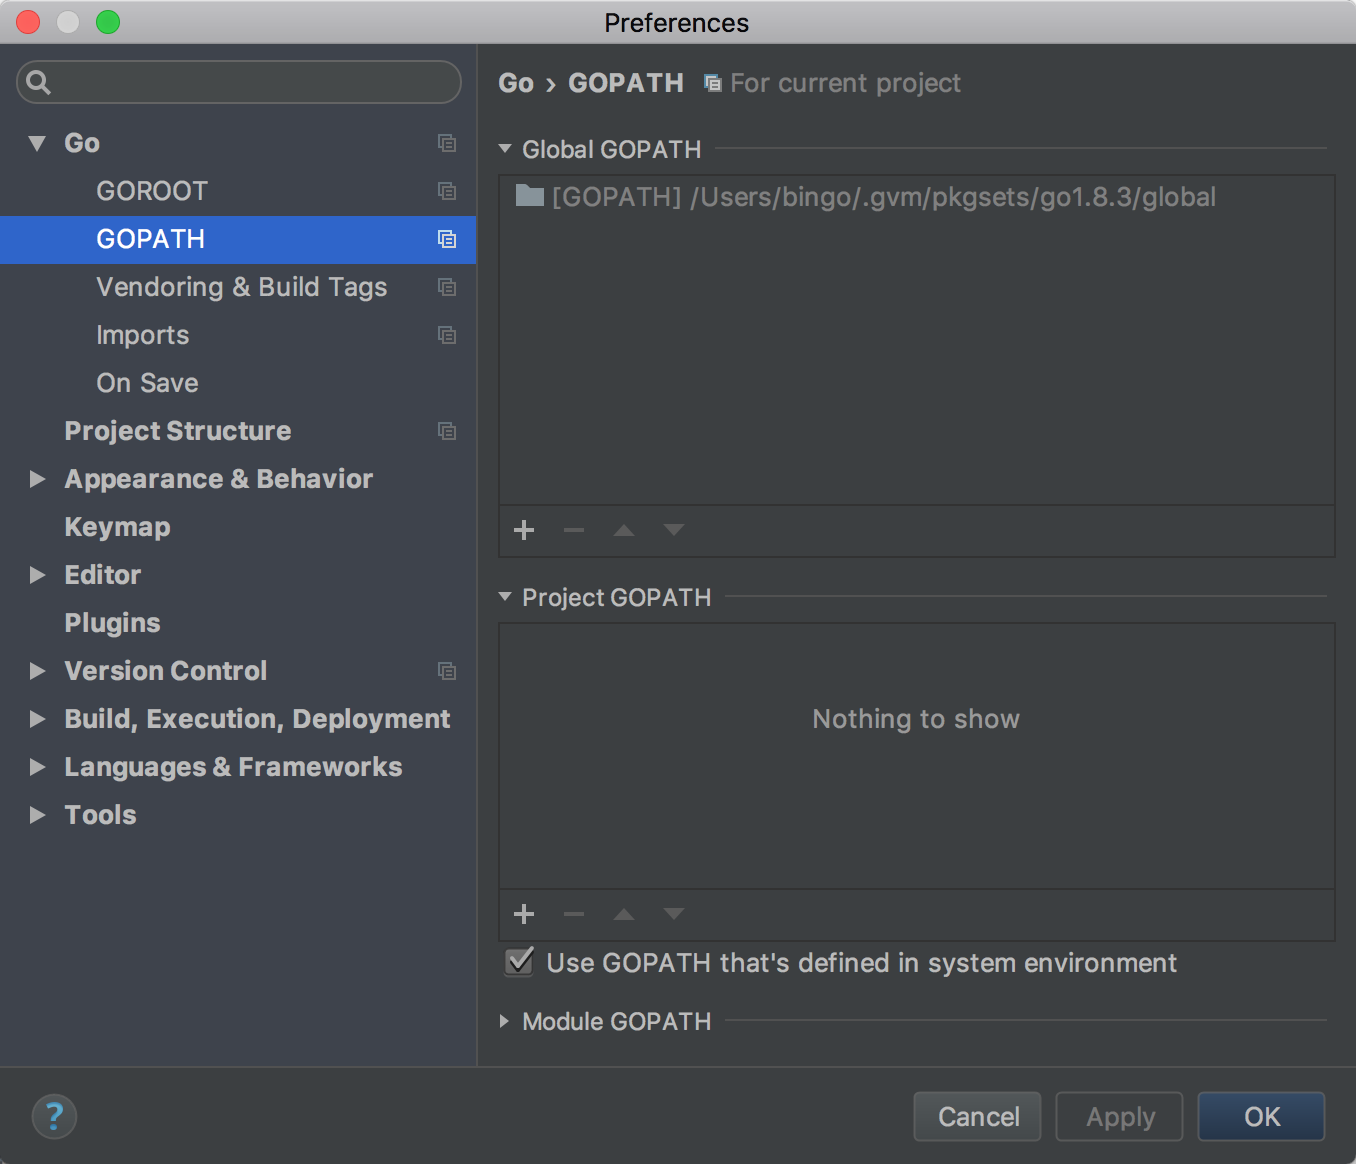 Preferences
Go
GOROOT
GOPATH
Vendoring & Build Tags
Imports
On Save
Project Structure
Appearance & Behavior
Keymap
Editor
Plugins
Version Control
Build, Execution, Deployment
Languages & Frameworks
Tools
Go › GOPATH For current project
Global GOPATH
[GOPATH] /Users/bingo/.gvm/pkgsets/go1.8.3/global
Project GOPATH
Nothing to show
Use GOPATH that's defined in system environment
Module GOPATH
?
Cancel
Apply
OK